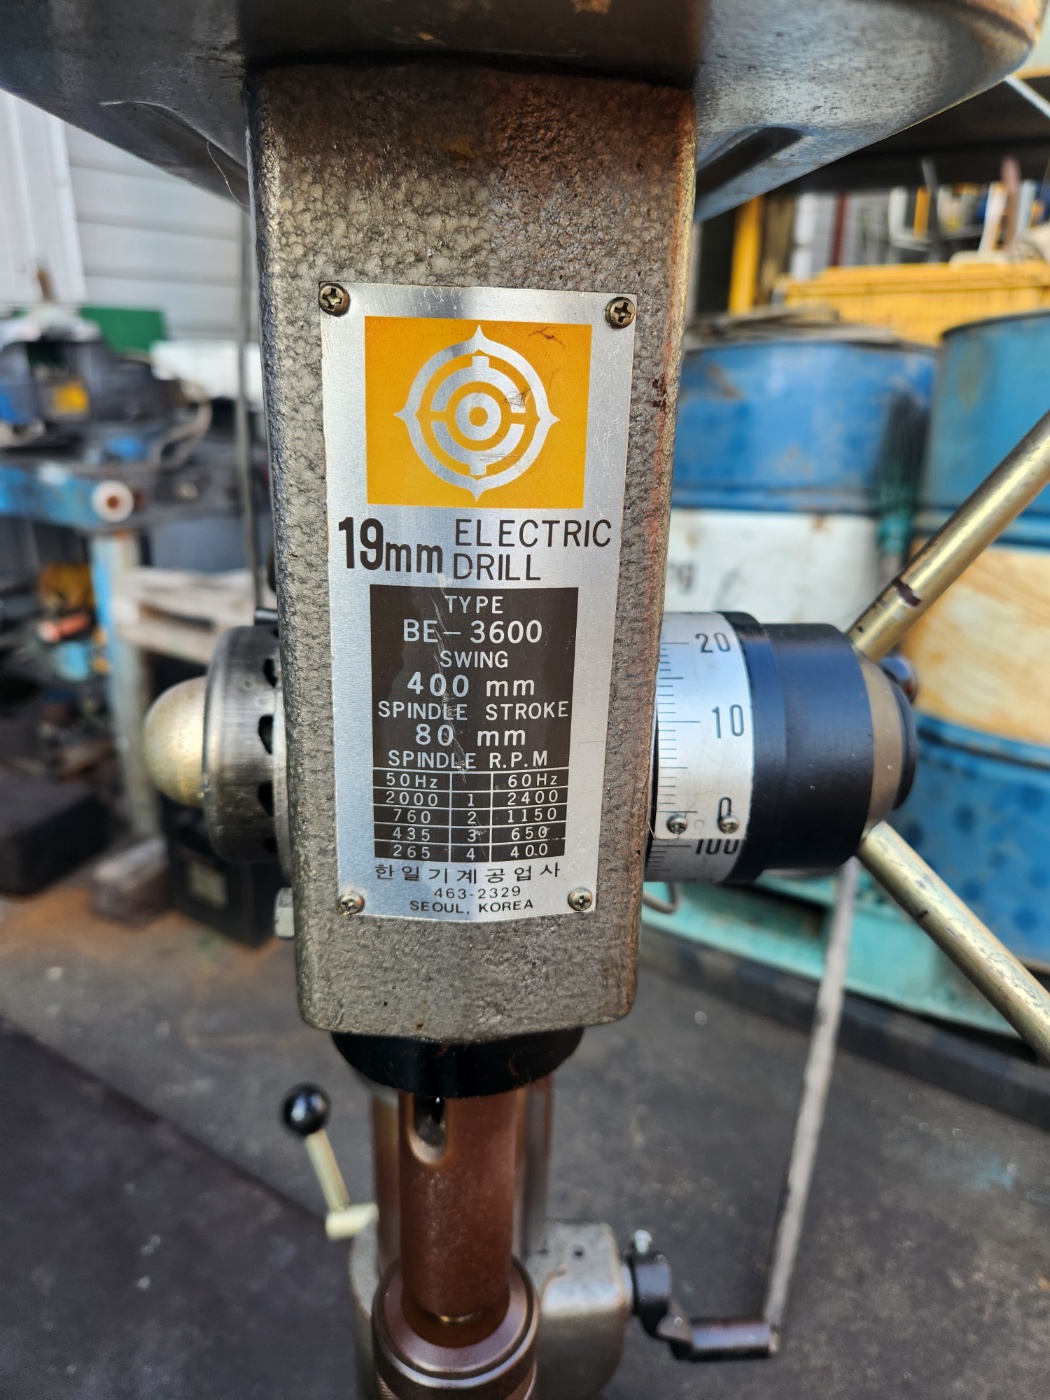 19mm ELECTRIC DRILL
TYPE
BE-3600
SWING
400 mm
SPINDLE STROKE
80 mm
SPINDLE R.P.M
50Hz 60Hz
2000 1 2400
760 2 1150
435 3 650
265 4 400
한일기계공업사
463-2329
SEOUL, KOREA
20
10
0
100